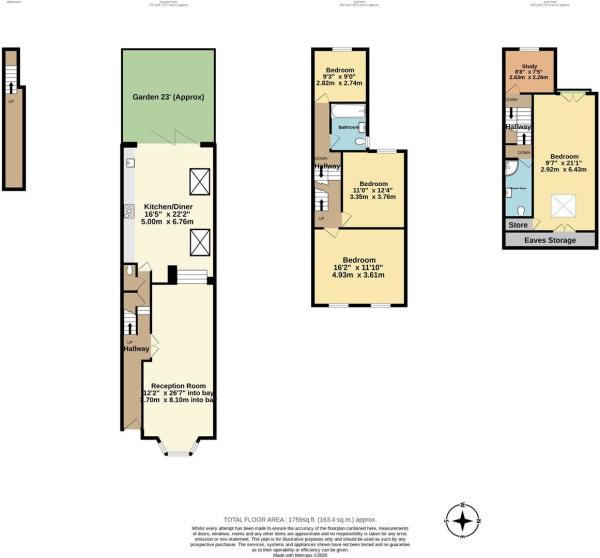 UP
Garden 23' (Approx)
Kitchen/Diner
16'5" x 22'2"
5.00m x 6.76m
UP
Hallway
Reception Room
12'2" x 26'7" into bay
.70m x 8.10m into ba
Bedroom
9'3" x 9'0"
2.82m x 2.74m
Bathroom
DOWN
Hallway
UP
Bedroom
11'0" x 12'4"
3.35m x 3.76m
Bedroom
16'2" x 11'10"
4.93m x 3.61m
Study
8'8" x 7'5"
2.63m x 2.26m
DOWN
Hallway
DOWN
Bedroom
9'7" x 21'1"
2.92m x 6.43m
Store
Eaves Storage
TOTAL FLOOR AREA : 1759sq.ft. (163.4 sq.m.) approx.
Whilst every attempt has been made to ensure the accuracy of the floorplan contained here, measurements
of doors, windows, rooms and any other items are approximate and no responsibility is taken for any error,
omission or mis-statement. This plan is for illustrative purposes only and should be used as such by any
prospective purchaser. The services, systems and appliances shown have not been tested and no guarantee
as to their operability or efficiency can be given.
Made with Metropix ©2020
W
N
S
E